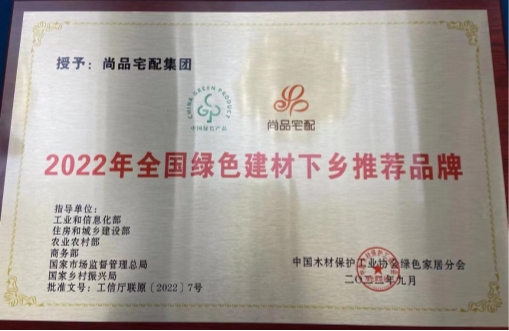 授予：尚品宅配集团
CHINA GREEN PRODUCT
中国绿色产品
尚品宅配
2022年全国绿色建材下乡推荐品牌
指导单位：
工业和信息化部
住房和城乡建设部
农业农村部
商务部
国家市场监督管理总局
国家乡村振兴局
批准文号：工信厅联原〔2022〕7号
中国木材保护工业协会绿色家居分会
二〇二二年九月